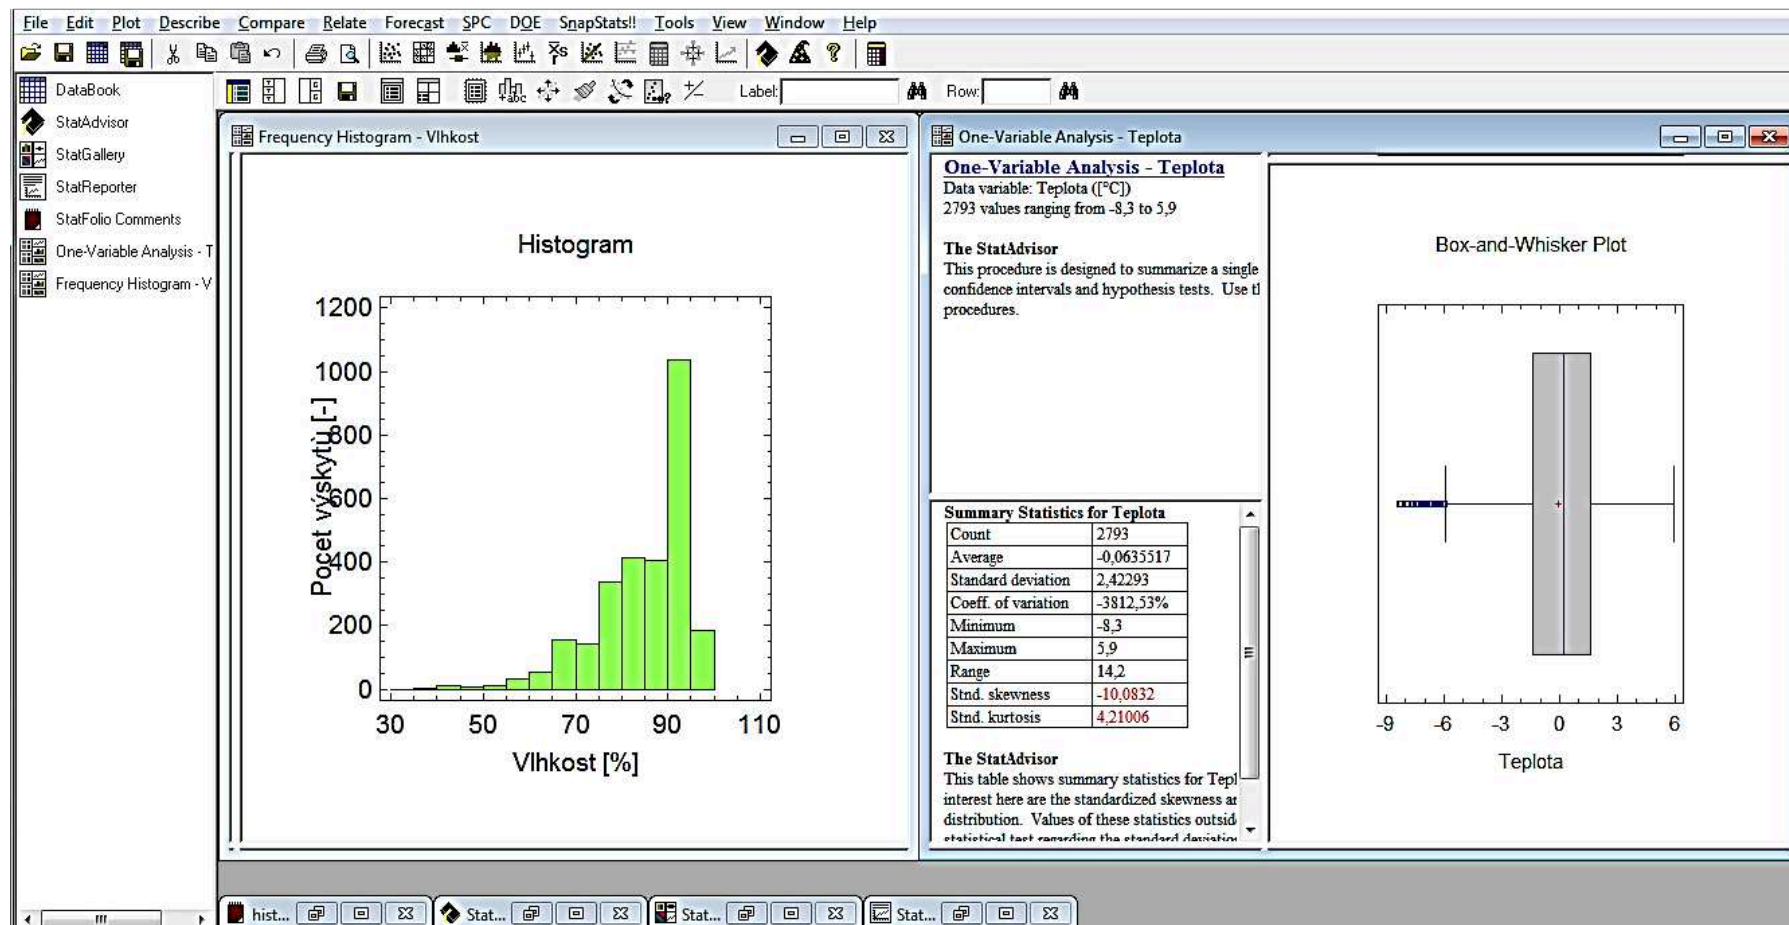 File Edit Plot Describe Compare Relate Forecast SPC DOE SnapStats!! Tools View Window Help
Label: Row:
DataBook
StatAdvisor
StatGallery
StatReporter
StatFolio Comments
One-Variable Analysis - T
Frequency Histogram - V
Frequency Histogram - Vlhkost
Histogram
1200
1000
800
600
400
200
0
Pocet výskytù [-]
30 50 70 90 110
Vlhkost [%]
One-Variable Analysis - Teplota
One-Variable Analysis - Teplota
Data variable: Teplota ([°C])
2793 values ranging from -8,3 to 5,9
The StatAdvisor
This procedure is designed to summarize a single
confidence intervals and hypothesis tests. Use tl
procedures.
Summary Statistics for Teplota
Count 2793
Average -0,0635517
Standard deviation 2,42293
Coeff. of variation -3812,53%
Minimum -8,3
Maximum 5,9
Range 14,2
Stnd. skewness -10,0832
Stnd. kurtosis 4,21006
The StatAdvisor
This table shows summary statistics for Tepl
interest here are the standardized skewness ar
distribution. Values of these statistics outsid
statistical test regarding the standard deviation
Box-and-Whisker Plot
-9 -6 -3 0 3 6
Teplota
hist... Stat... Stat... Stat...